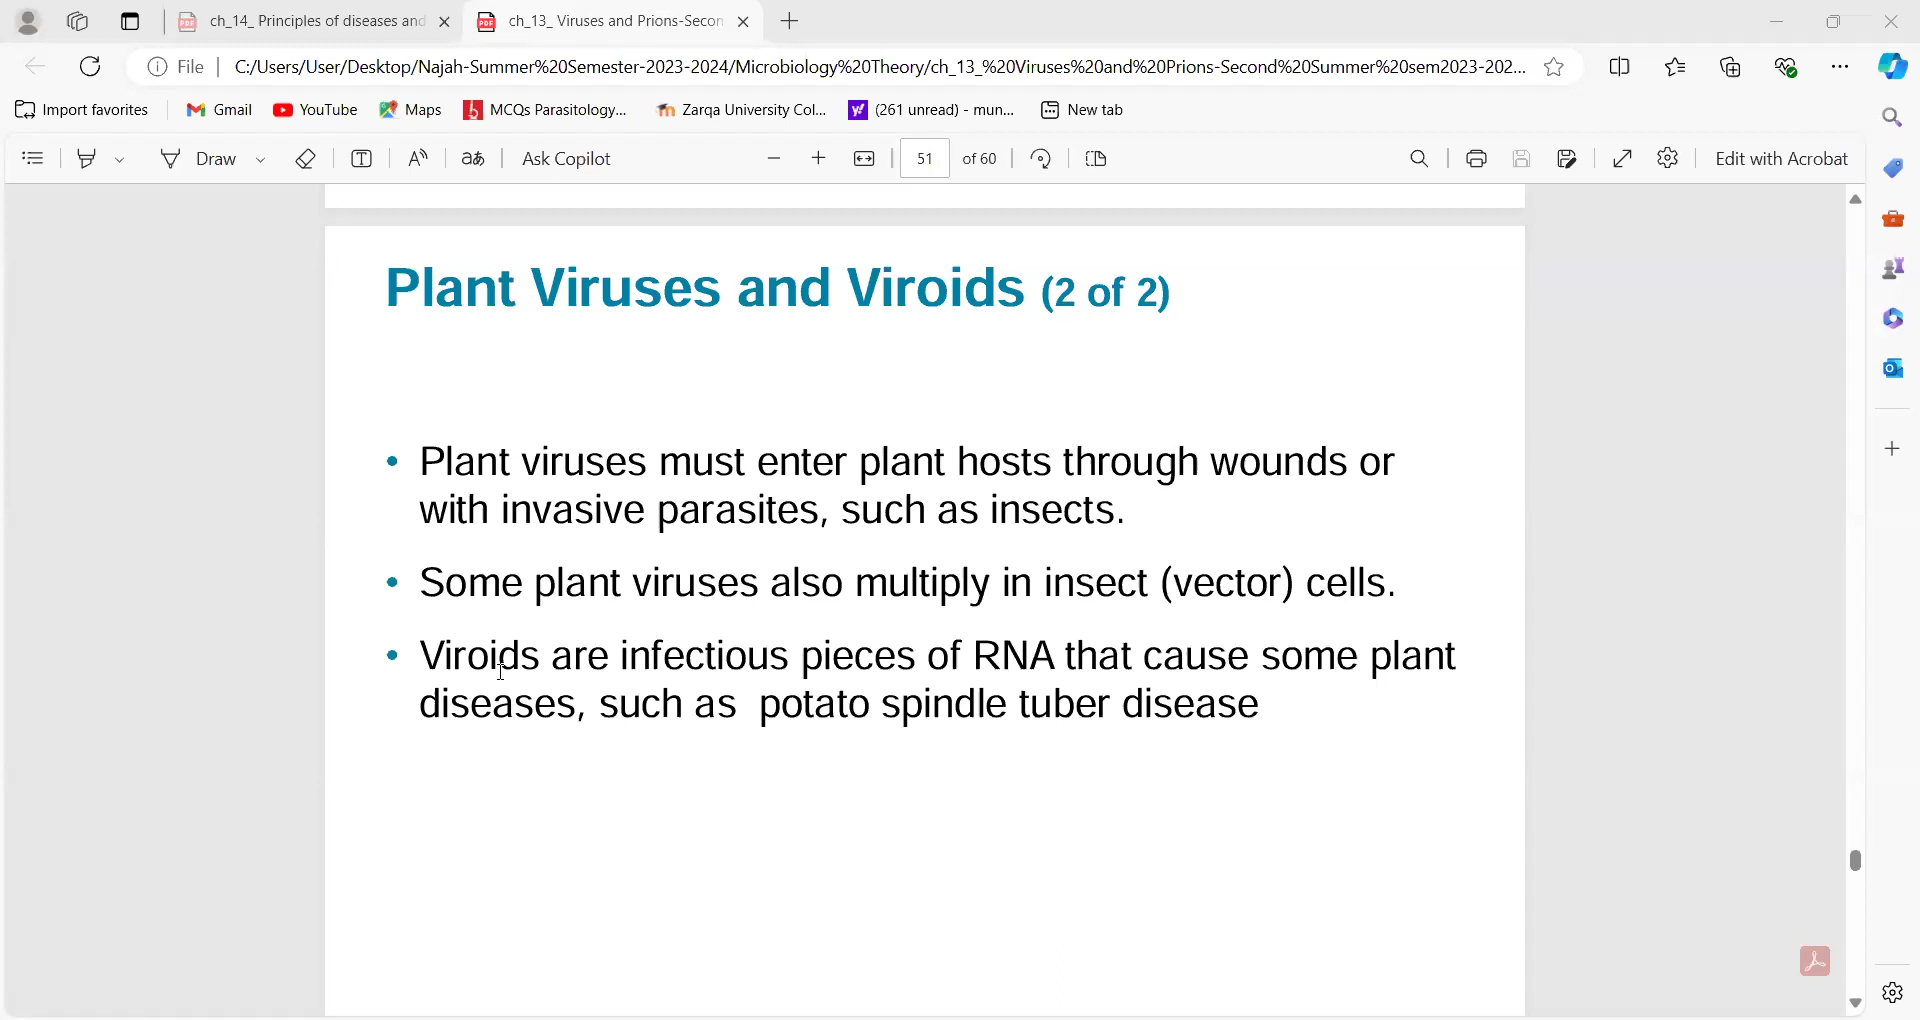 ch_14_ Principles of diseases and
ch_13_ Viruses and Prions-Secon
File
C:/Users/User/Desktop/Najah-Summer%20Semester-2023-2024/Microbiology%20Theory/ch_13_%20Viruses%20and%20Prions-Second%20Summer%20sem2023-202...
Import favorites
Gmail
YouTube
Maps
MCQs Parasitology...
Zarqa University Col...
(261 unread) - mun...
New tab
Draw
Ask Copilot
51
of 60
Edit with Acrobat
Plant Viruses and Viroids (2 of 2)
• Plant viruses must enter plant hosts through wounds or
with invasive parasites, such as insects.
• Some plant viruses also multiply in insect (vector) cells.
• Viroids are infectious pieces of RNA that cause some plant
diseases, such as  potato spindle tuber disease